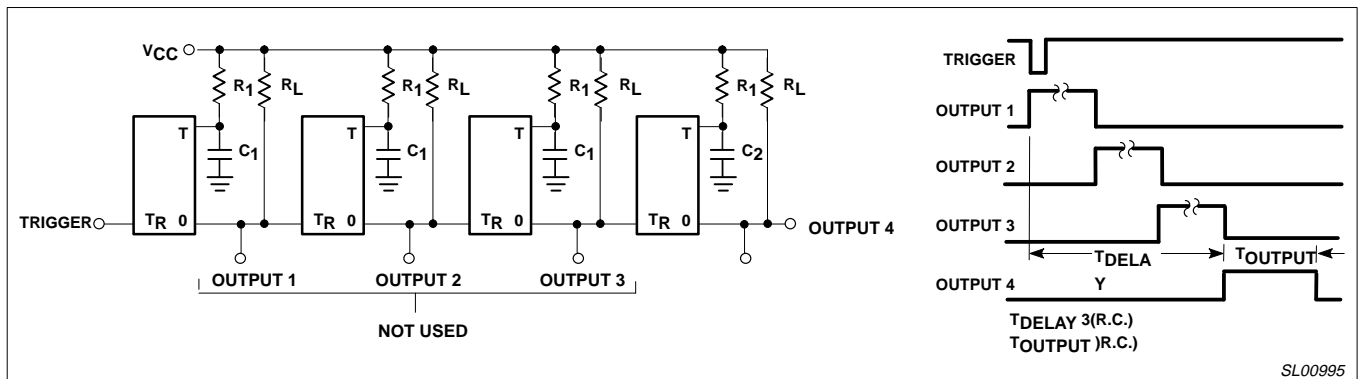 VCC
R1 RL R1 RL R1 RL R1 RL
T T T T
C1 C1 C1 C2
TRIGGER TR 0 TR 0 TR 0 TR 0 OUTPUT 4
OUTPUT 1 OUTPUT 2 OUTPUT 3
NOT USED
TRIGGER
OUTPUT 1
OUTPUT 2
OUTPUT 3
TDELA TOUTPUT
OUTPUT 4 Y
TDELAY 3(R.C.)
TOUTPUT )R.C.)
SL00995